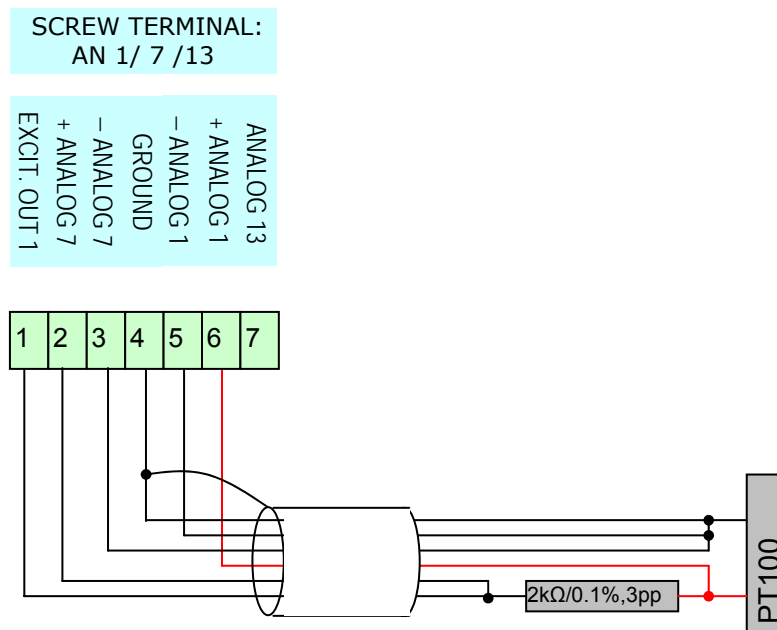 SCREW TERMINAL:
AN 1/ 7 /13
EXCIT. OUT 1
+ ANALOG 7
– ANALOG 7
GROUND
– ANALOG 1
+ ANALOG 1
ANALOG 13
1 2 3 4 5 6 7
2kΩ/0.1%,3pp
PT100